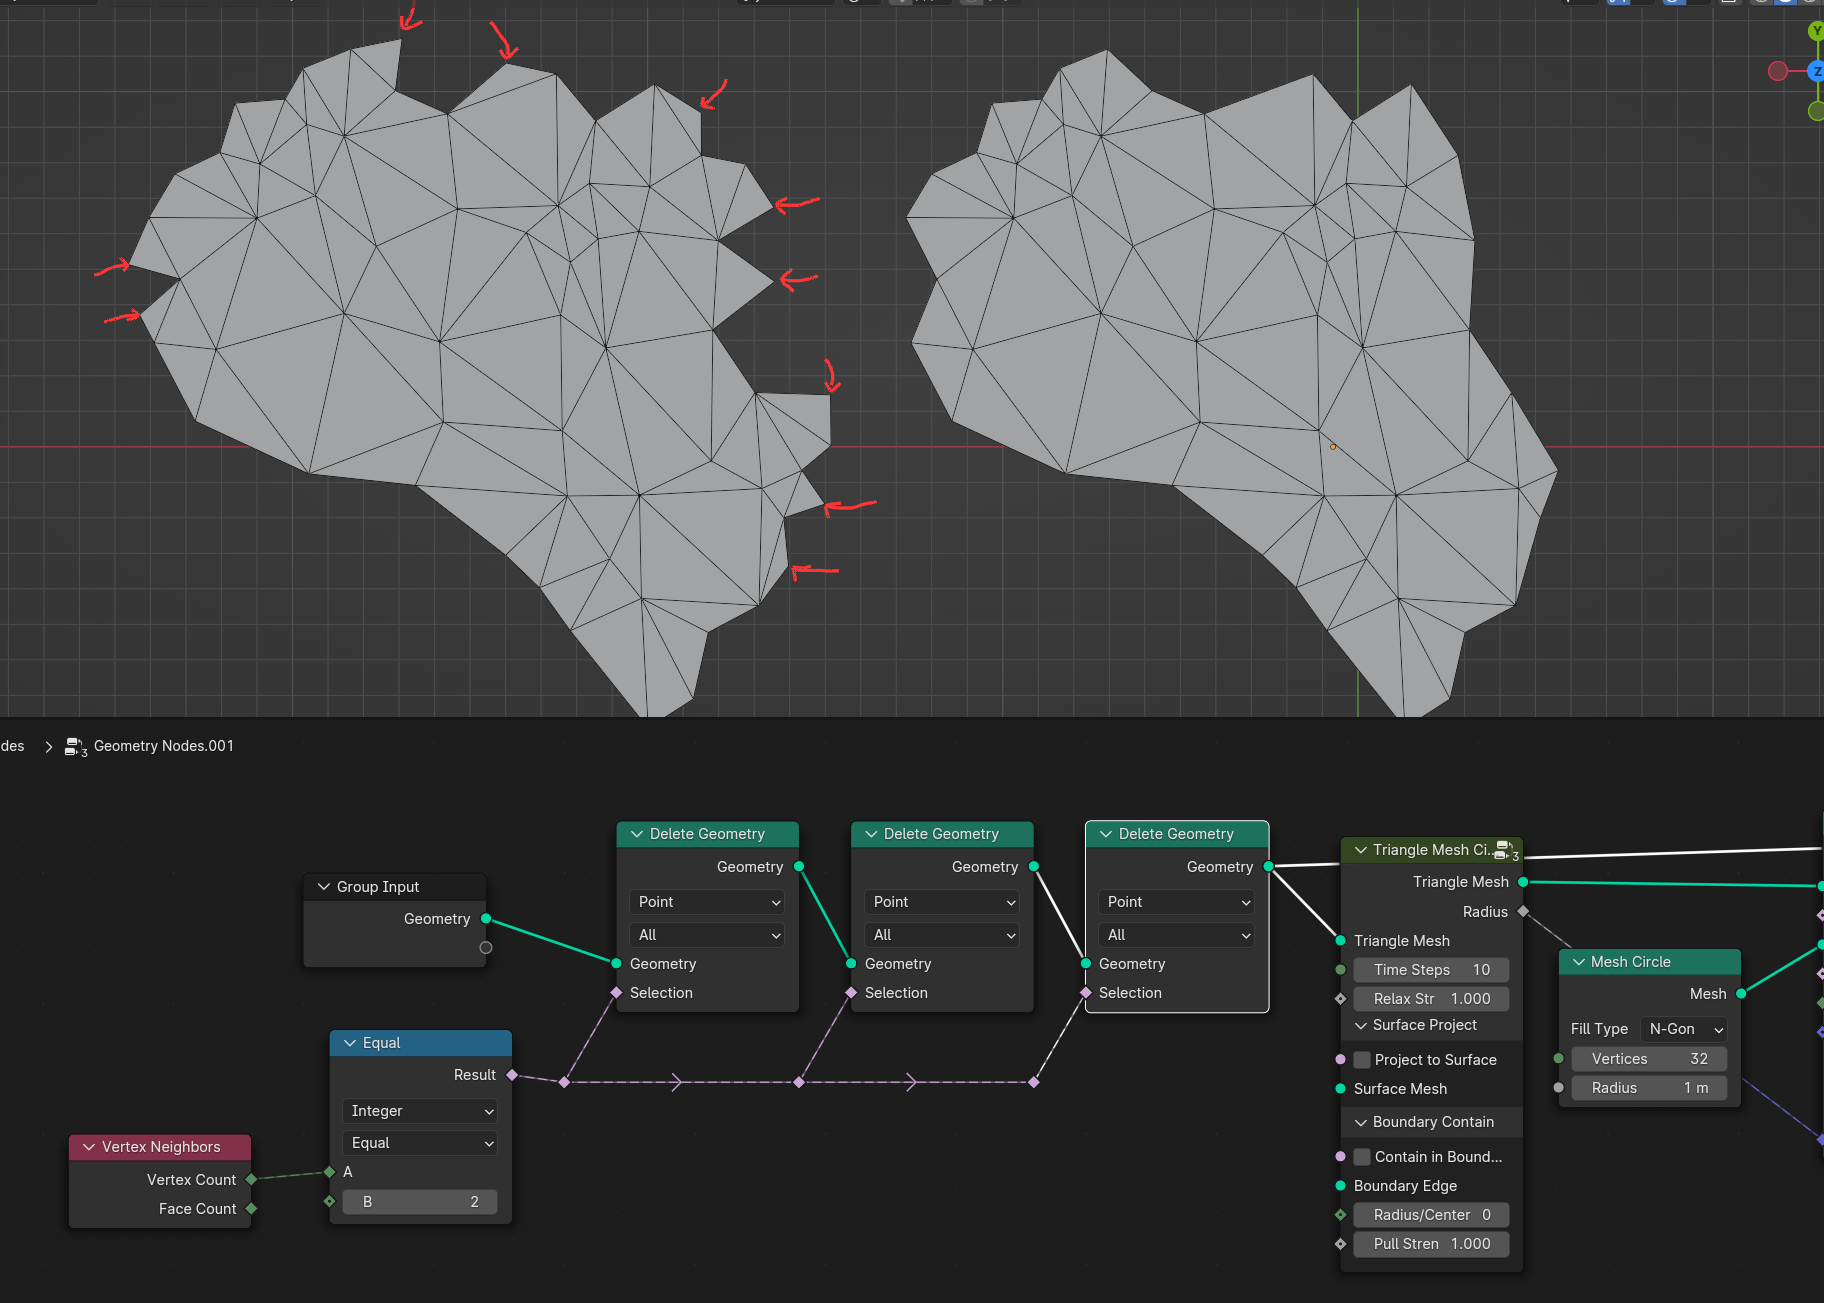 Y
Z
des > 3 Geometry Nodes.001
Group Input
Geometry
Delete Geometry
Geometry
Point
All
Geometry
Selection
Delete Geometry
Geometry
Point
All
Geometry
Selection
Delete Geometry
Geometry
Point
All
Geometry
Selection
Triangle Mesh Ci... 3
Triangle Mesh
Radius
Triangle Mesh
Time Steps 10
Relax Str 1.000
Surface Project
Project to Surface
Surface Mesh
Boundary Contain
Contain in Bound...
Boundary Edge
Radius/Center 0
Pull Stren 1.000
Mesh Circle
Mesh
Fill Type N-Gon
Vertices 32
Radius 1 m
Equal
Result
Integer
Equal
A
B 2
Vertex Neighbors
Vertex Count
Face Count